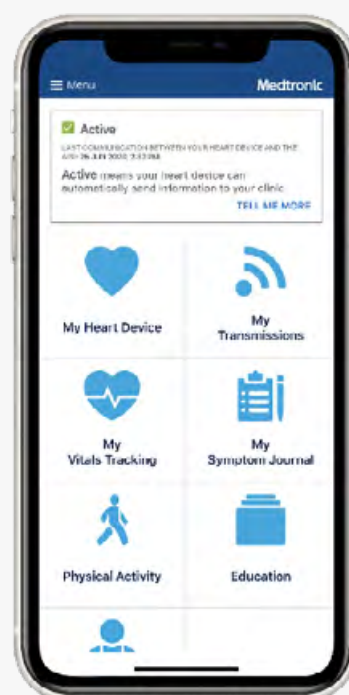 Menu
Medtronic
Active
LAST COMMUNICATION BETWEEN YOUR HEART DEVICE AND THE
APP
Active means your heart device can
automatically send information to your clinic
TELL ME MORE
My Heart Device
My
Transmissions
My
Vitals Tracking
My
Symptom Journal
Physical Activity
Education